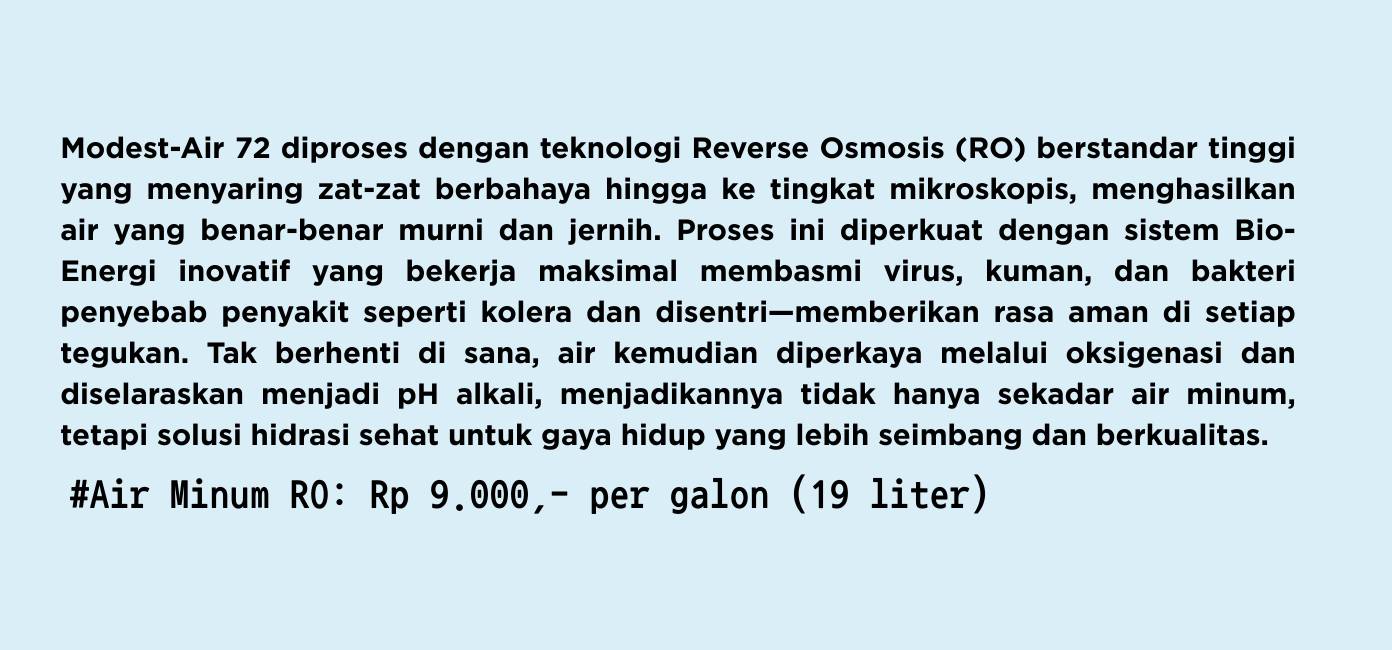 Modest-Air 72 diproses dengan teknologi Reverse Osmosis (RO) berstandar tinggi
yang menyaring zat-zat berbahaya hingga ke tingkat mikroskopis, menghasilkan
air yang benar-benar murni dan jernih. Proses ini diperkuat dengan sistem Bio-
Energi inovatif yang bekerja maksimal membasmi virus, kuman, dan bakteri
penyebab penyakit seperti kolera dan disentri—memberikan rasa aman di setiap
tegukan. Tak berhenti di sana, air kemudian diperkaya melalui oksigenasi dan
diselaraskan menjadi pH alkali, menjadikannya tidak hanya sekadar air minum,
tetapi solusi hidrasi sehat untuk gaya hidup yang lebih seimbang dan berkualitas.
#Air Minum RO: Rp 9.000,- per galon (19 liter)